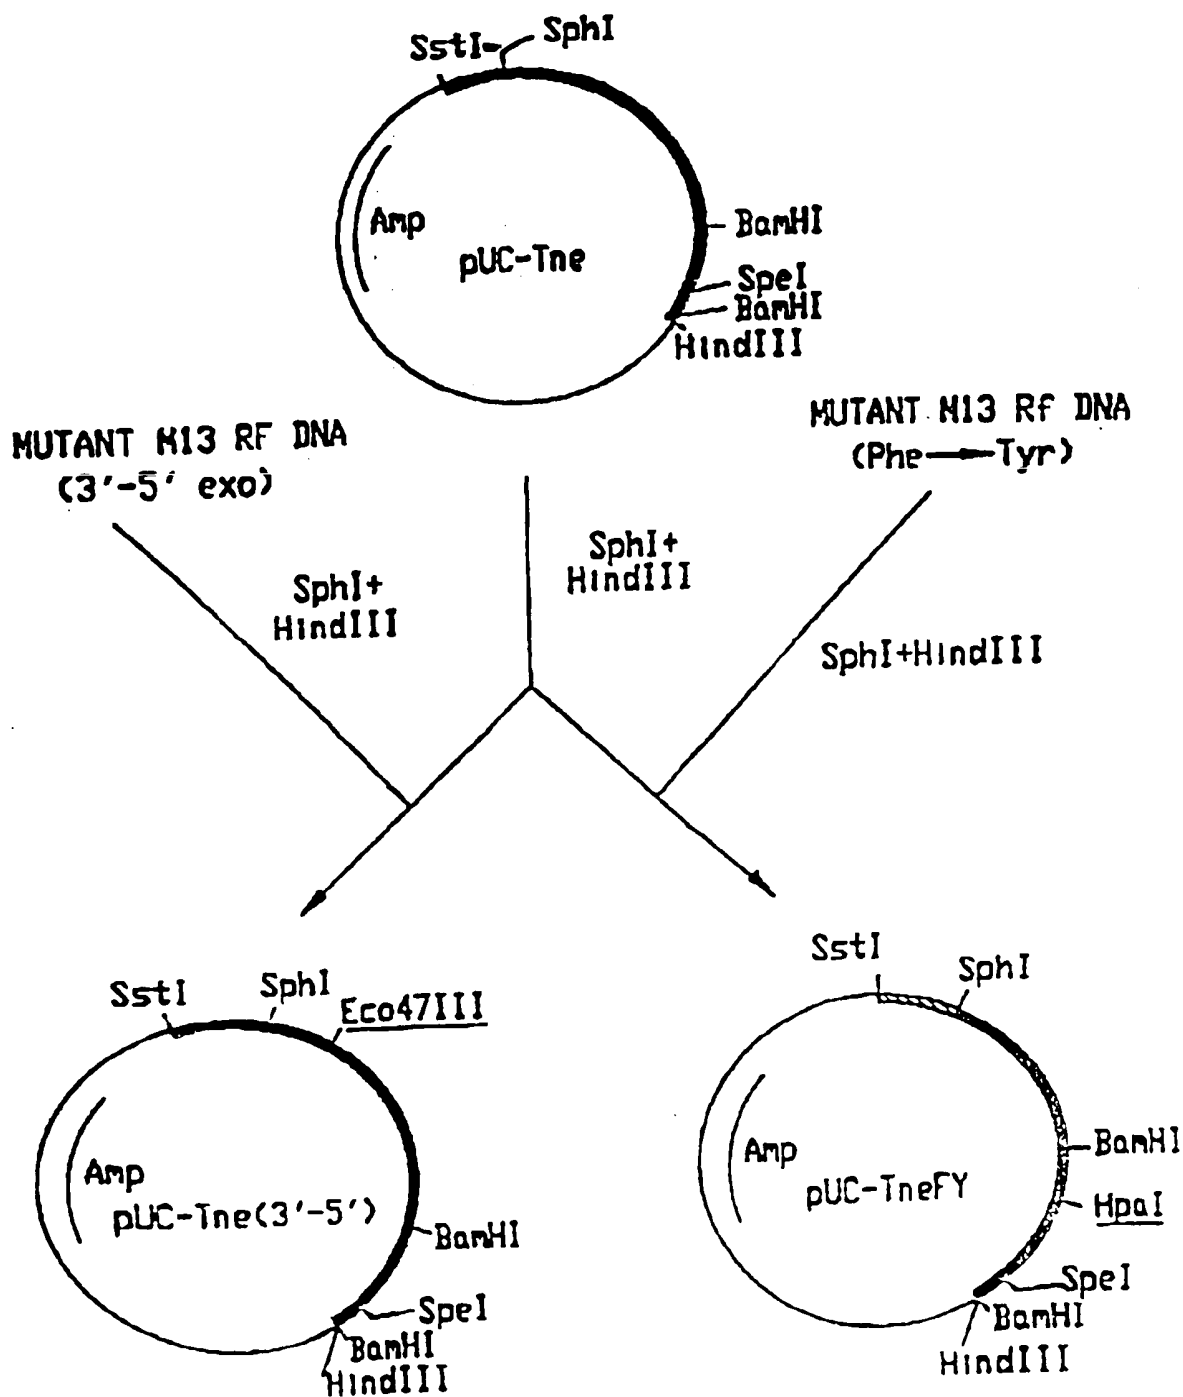 SstI SphI
Amp
pUC-Tne
BamHI
SpeI
BamHI
HindIII
MUTANT M13 RF DNA
(3'-5' exo)
MUTANT M13 Rf DNA
(Phe→Tyr)
SphI+
HindIII
SphI+
HindIII
SphI+HindIII
SstI
SphI
Eco47III
Amp
pUC-Tne(3'-5')
BamHI
SpeI
BamHI
HindIII
SstI
SphI
Amp
pUC-TneFY
BamHI
HpaI
SpeI
BamHI
HindIII